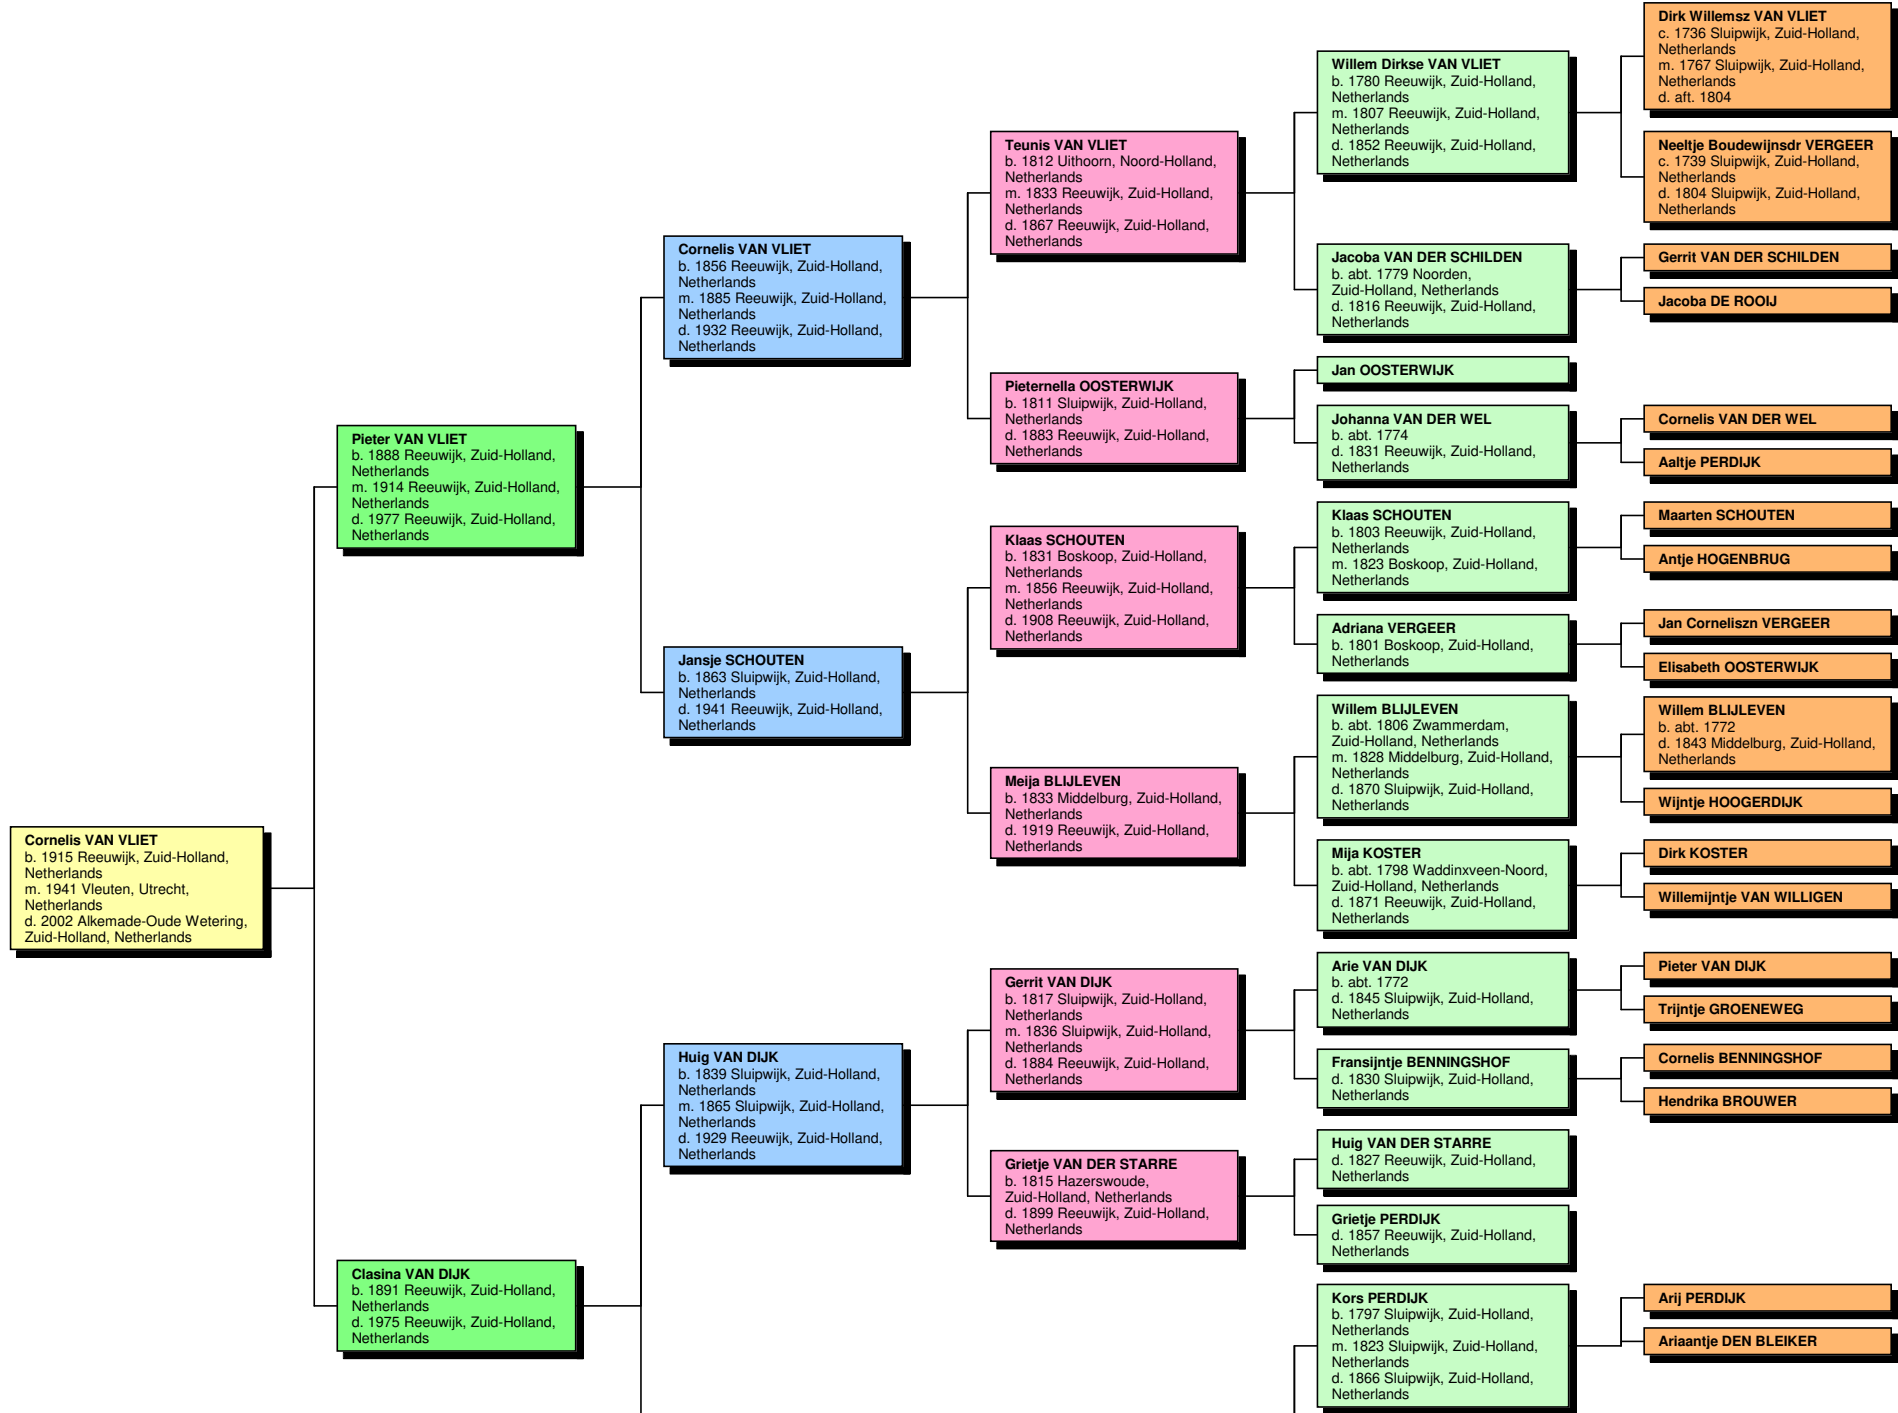 Cornelis VAN VLIET
b. 1915 Reeuwijk, Zuid-Holland,
Netherlands
m. 1941 Vleuten, Utrecht,
Netherlands
d. 2002 Alkemade-Oude Wetering,
Zuid-Holland, Netherlands
Pieter VAN VLIET
b. 1888 Reeuwijk, Zuid-Holland,
Netherlands
m. 1914 Reeuwijk, Zuid-Holland,
Netherlands
d. 1977 Reeuwijk, Zuid-Holland,
Netherlands
Clasina VAN DIJK
b. 1891 Reeuwijk, Zuid-Holland,
Netherlands
d. 1975 Reeuwijk, Zuid-Holland,
Netherlands
Cornelis VAN VLIET
b. 1856 Reeuwijk, Zuid-Holland,
Netherlands
m. 1885 Reeuwijk, Zuid-Holland,
Netherlands
d. 1932 Reeuwijk, Zuid-Holland,
Netherlands
Jansje SCHOUTEN
b. 1863 Sluipwijk, Zuid-Holland,
Netherlands
d. 1941 Reeuwijk, Zuid-Holland,
Netherlands
Huig VAN DIJK
b. 1839 Sluipwijk, Zuid-Holland,
Netherlands
m. 1865 Sluipwijk, Zuid-Holland,
Netherlands
d. 1929 Reeuwijk, Zuid-Holland,
Netherlands
Teunis VAN VLIET
b. 1812 Uithoorn, Noord-Holland,
Netherlands
m. 1833 Reeuwijk, Zuid-Holland,
Netherlands
d. 1867 Reeuwijk, Zuid-Holland,
Netherlands
Pieternella OOSTERWIJK
b. 1811 Sluipwijk, Zuid-Holland,
Netherlands
d. 1883 Reeuwijk, Zuid-Holland,
Netherlands
Klaas SCHOUTEN
b. 1831 Boskoop, Zuid-Holland,
Netherlands
m. 1856 Reeuwijk, Zuid-Holland,
Netherlands
d. 1908 Reeuwijk, Zuid-Holland,
Netherlands
Meija BLIJLEVEN
b. 1833 Middelburg, Zuid-Holland,
Netherlands
d. 1919 Reeuwijk, Zuid-Holland,
Netherlands
Gerrit VAN DIJK
b. 1817 Sluipwijk, Zuid-Holland,
Netherlands
m. 1836 Sluipwijk, Zuid-Holland,
Netherlands
d. 1884 Reeuwijk, Zuid-Holland,
Netherlands
Grietje VAN DER STARRE
b. 1815 Hazerswoude,
Zuid-Holland, Netherlands
d. 1899 Reeuwijk, Zuid-Holland,
Netherlands
Willem Dirkse VAN VLIET
b. 1780 Reeuwijk, Zuid-Holland,
Netherlands
m. 1807 Reeuwijk, Zuid-Holland,
Netherlands
d. 1852 Reeuwijk, Zuid-Holland,
Netherlands
Jacoba VAN DER SCHILDEN
b. abt. 1779 Noorden,
Zuid-Holland, Netherlands
d. 1816 Reeuwijk, Zuid-Holland,
Netherlands
Jan OOSTERWIJK
Johanna VAN DER WEL
b. abt. 1774
d. 1831 Reeuwijk, Zuid-Holland,
Netherlands
Klaas SCHOUTEN
b. 1803 Reeuwijk, Zuid-Holland,
Netherlands
m. 1823 Boskoop, Zuid-Holland,
Netherlands
Adriana VERGEER
b. 1801 Boskoop, Zuid-Holland,
Netherlands
Willem BLIJLEVEN
b. abt. 1806 Zwammerdam,
Zuid-Holland, Netherlands
m. 1828 Middelburg, Zuid-Holland,
Netherlands
d. 1870 Sluipwijk, Zuid-Holland,
Netherlands
Mija KOSTER
b. abt. 1798 Waddinxveen-Noord,
Zuid-Holland, Netherlands
d. 1871 Reeuwijk, Zuid-Holland,
Netherlands
Arie VAN DIJK
b. abt. 1772
d. 1845 Sluipwijk, Zuid-Holland,
Netherlands
Fransijntje BENNINGSHOF
d. 1830 Sluipwijk, Zuid-Holland,
Netherlands
Huig VAN DER STARRE
d. 1827 Reeuwijk, Zuid-Holland,
Netherlands
Grietje PERDIJK
d. 1857 Reeuwijk, Zuid-Holland,
Netherlands
Kors PERDIJK
b. 1797 Sluipwijk, Zuid-Holland,
Netherlands
m. 1823 Sluipwijk, Zuid-Holland,
Netherlands
d. 1866 Sluipwijk, Zuid-Holland,
Netherlands
Dirk Willemsz VAN VLIET
c. 1736 Sluipwijk, Zuid-Holland,
Netherlands
m. 1767 Sluipwijk, Zuid-Holland,
Netherlands
d. aft. 1804
Neeltje Boudewijnsdr VERGEER
c. 1739 Sluipwijk, Zuid-Holland,
Netherlands
d. 1804 Sluipwijk, Zuid-Holland,
Netherlands
Gerrit VAN DER SCHILDEN
Jacoba DE ROOIJ
Cornelis VAN DER WEL
Aaltje PERDIJK
Maarten SCHOUTEN
Antje HOGENBRUG
Jan Corneliszn VERGEER
Elisabeth OOSTERWIJK
Willem BLIJLEVEN
b. abt. 1772
d. 1843 Middelburg, Zuid-Holland,
Netherlands
Wijntje HOOGERDIJK
Dirk KOSTER
Willemijntje VAN WILLIGEN
Pieter VAN DIJK
Trijntje GROENEWEG
Cornelis BENNINGSHOF
Hendrika BROUWER
Arij PERDIJK
Ariaantje DEN BLEIKER